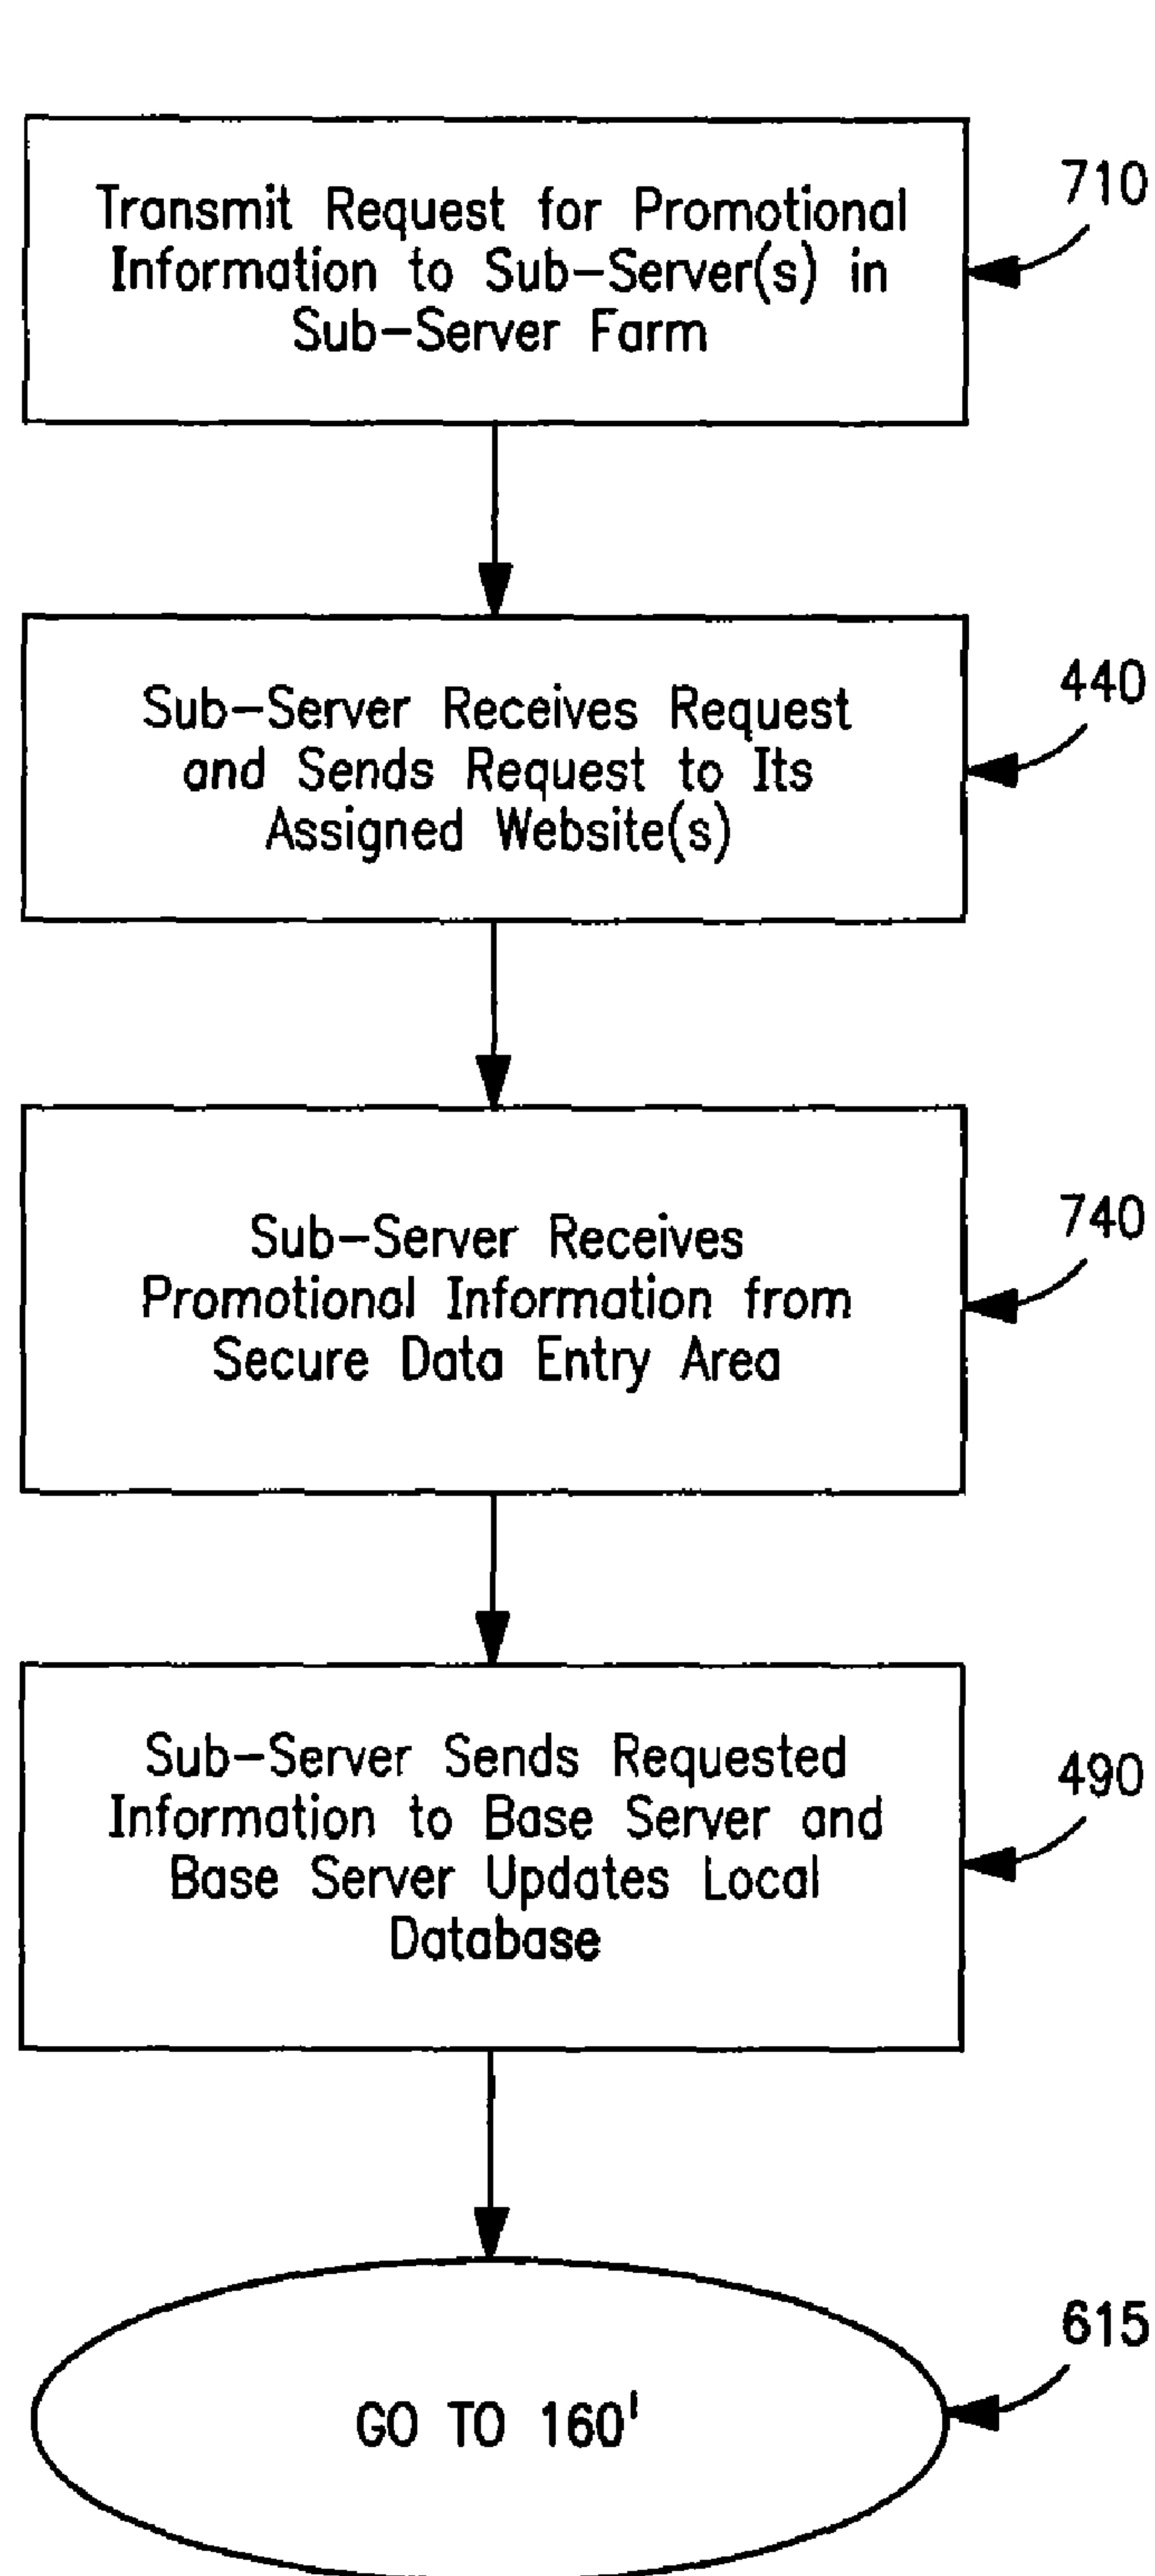 Transmit Request for Promotional
Information to Sub-Server(s) in
Sub-Server Farm
710
Sub-Server Receives Request
and Sends Request to Its
Assigned Website(s)
440
Sub-Server Receives
Promotional Information from
Secure Data Entry Area
740
Sub-Server Sends Requested
Information to Base Server and
Base Server Updates Local
Database
490
GO TO 160'
615